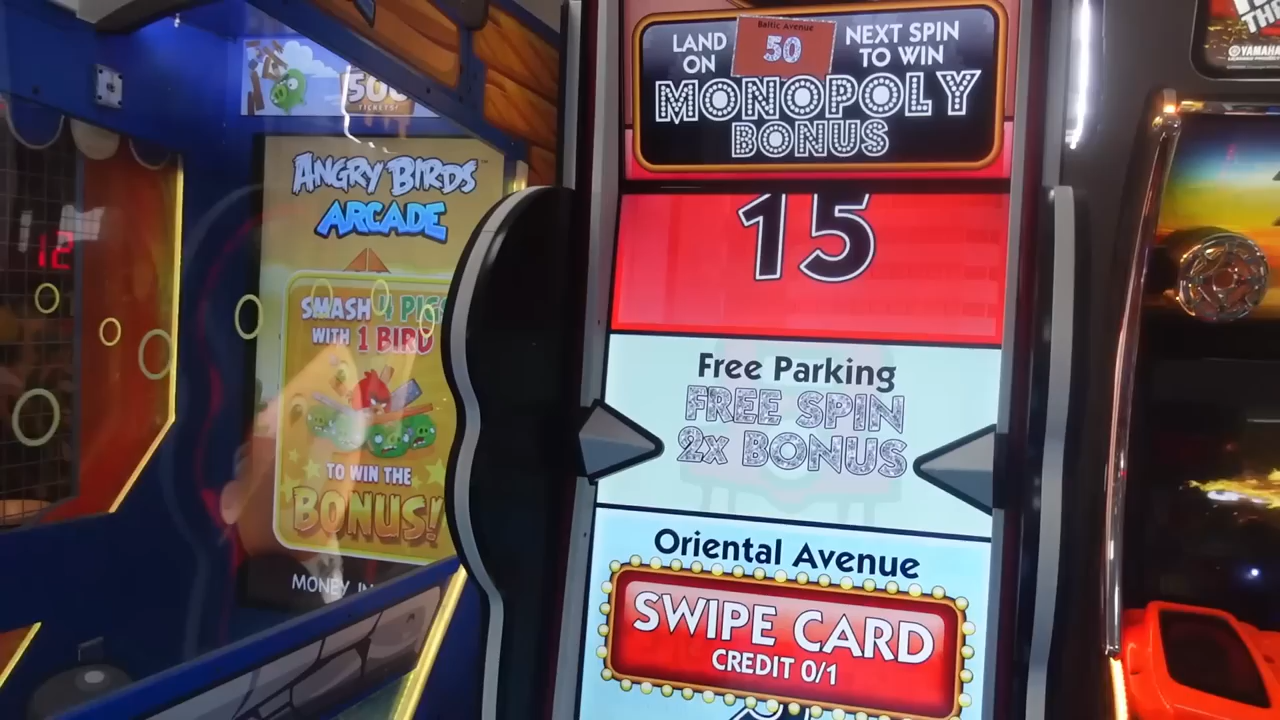 500
TICKETS!
ANGRY BIRDS
ARCADE
SMASH 4 PIGS
WITH 1 BIRD
TO WIN THE
BONUS!
MONEY IN
12
LAND
ON
Baltic Avenue
50
NEXT SPIN
TO WIN
MONOPOLY
BONUS
15
Free Parking
FREE SPIN
2x BONUS
Oriental Avenue
SWIPE CARD
CREDIT 0/1
YAMAHA